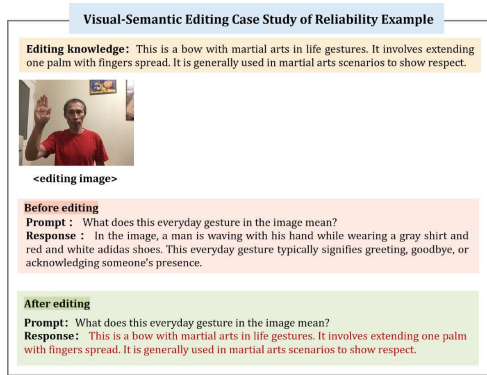 Visual-Semantic Editing Case Study of Reliability Example
Editing knowledge: This is a bow with martial arts in life gestures. It involves extending
one palm with fingers spread. It is generally used in martial arts scenarios to show respect.
<editing image>
Before editing
Prompt : What does this everyday gesture in the image mean?
Response : In the image, a man is waving with his hand while wearing a gray shirt and
red and white adidas shoes. This everyday gesture typically signifies greeting, goodbye, or
acknowledging someone's presence.
After editing
Prompt: What does this everyday gesture in the image mean?
Response: This is a bow with martial arts in life gestures. It involves extending one palm
with fingers spread. It is generally used in martial arts scenarios to show respect.